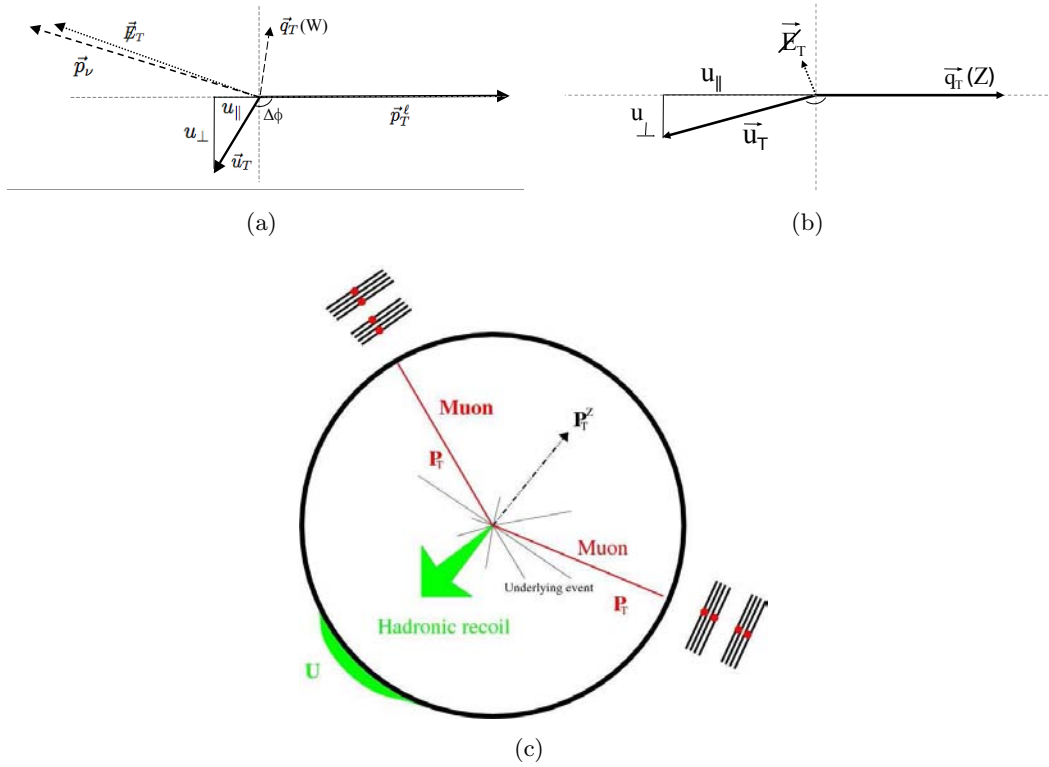 E̸⃗_T
q⃗_T(W)
p⃗_ν
u_∥
Δϕ
u_⊥
p⃗_T^ℓ
u⃗_T
(a)
E̸⃗_T
u_∥
q⃗_T(Z)
u_⊥
u⃗_T
(b)
Muon
P_T^Z
P_T
Muon
Underlying event
P_T
Hadronic recoil
U
(c)